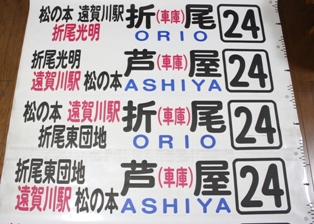 松の本 遠賀川駅 折(車庫)尾 24
折尾光明 ORIO
折尾光明 芦(車庫)屋 24
遠賀川駅 松の本 ASHIYA
松の本 遠賀川駅 折(車庫)尾 24
折尾東団地 ORIO
折尾東団地 芦(車庫)屋 24
遠賀川駅 松の本 ASHIYA